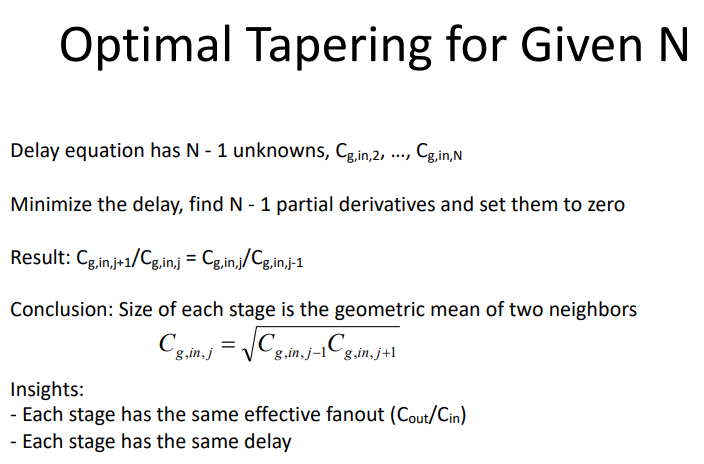 Optimal Tapering for Given N
Delay equation has N - 1 unknowns, C_{g,in,2}, ..., C_{g,in,N}
Minimize the delay, find N - 1 partial derivatives and set them to zero
Result: C_{g,in,j+1}/C_{g,in,j} = C_{g,in,j}/C_{g,in,j-1}
Conclusion: Size of each stage is the geometric mean of two neighbors
C_{g,in,j} = √(C_{g,in,j−1}C_{g,in,j+1})
Insights:
- Each stage has the same effective fanout (C_{out}/C_{in})
- Each stage has the same delay